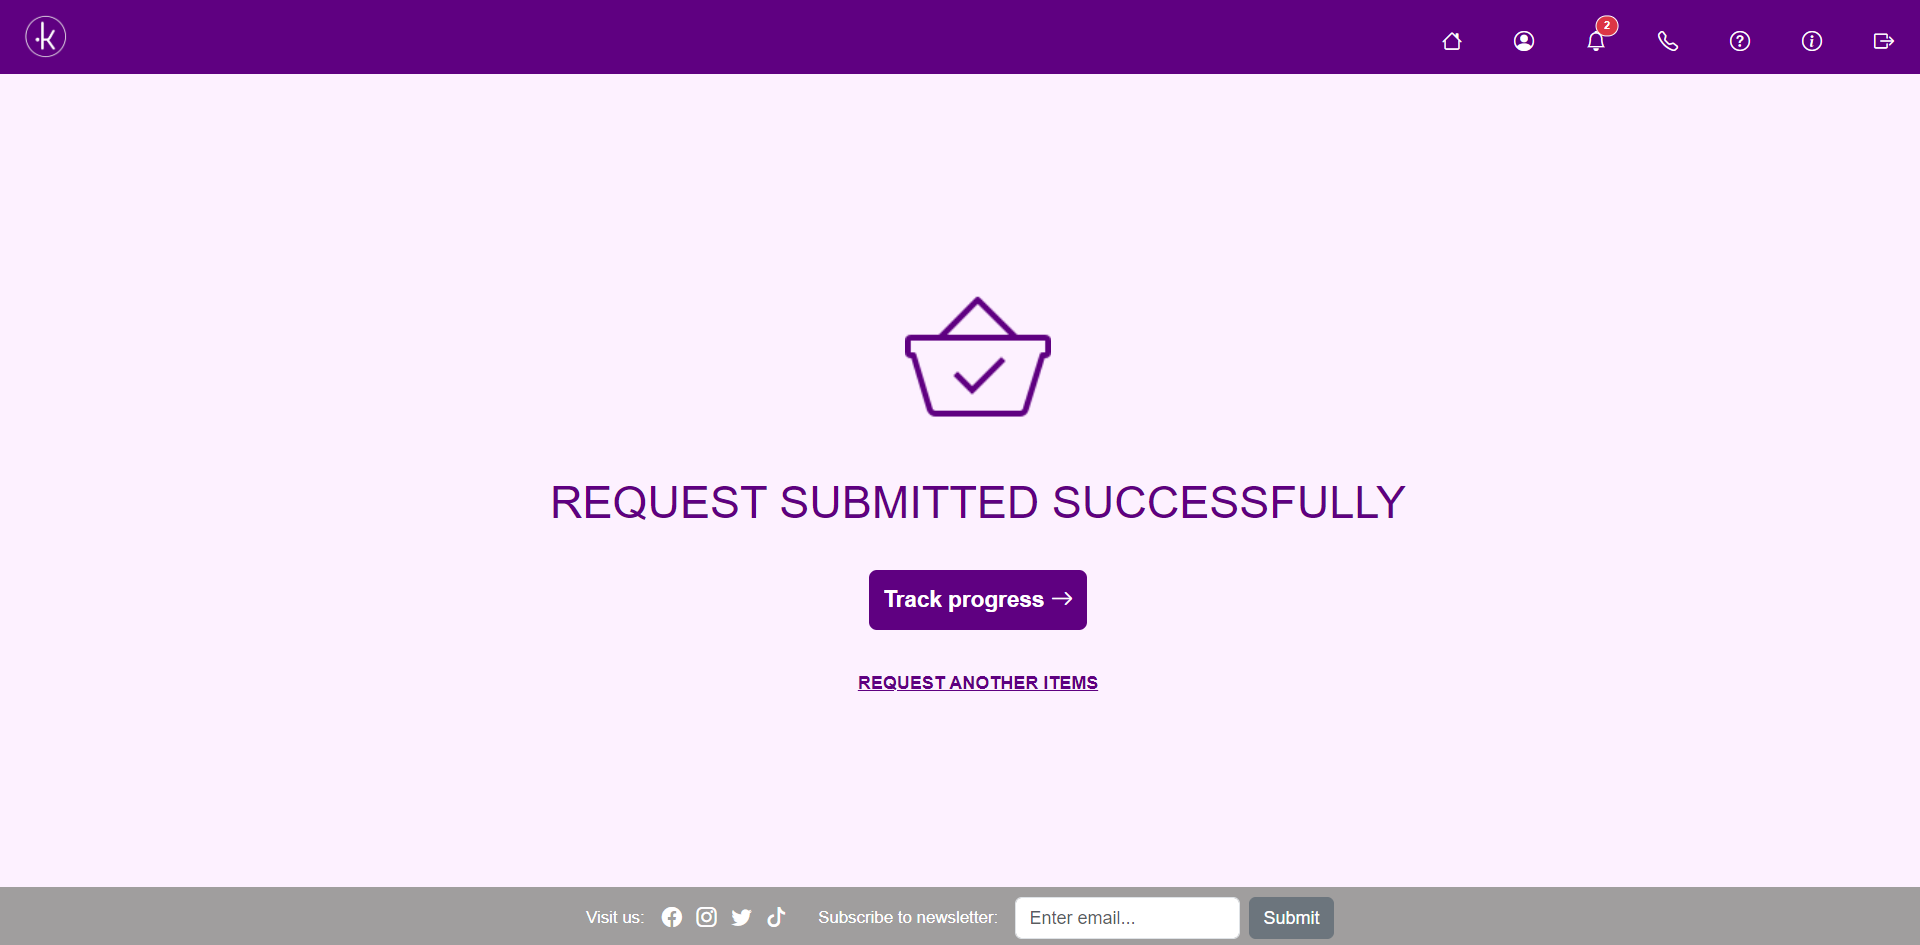 k
2
REQUEST SUBMITTED SUCCESSFULLY
Track progress →
REQUEST ANOTHER ITEMS
Visit us:
Subscribe to newsletter:
Enter email...
Submit